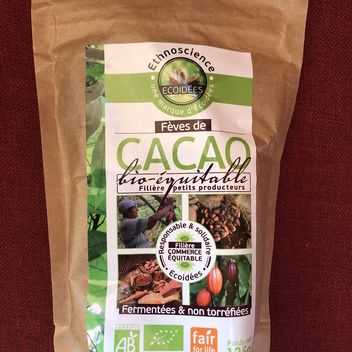 Ethnoscience
ECOIDÉES
une marque d'Écoidées
Fèves de
CACAO
bio-équitable
Filière petits producteurs
Responsable & solidaire
Filière
COMMERCE
ÉQUITABLE
Ecoidées
Fermentées & non torréfiées
AB
fair
for life
Poids